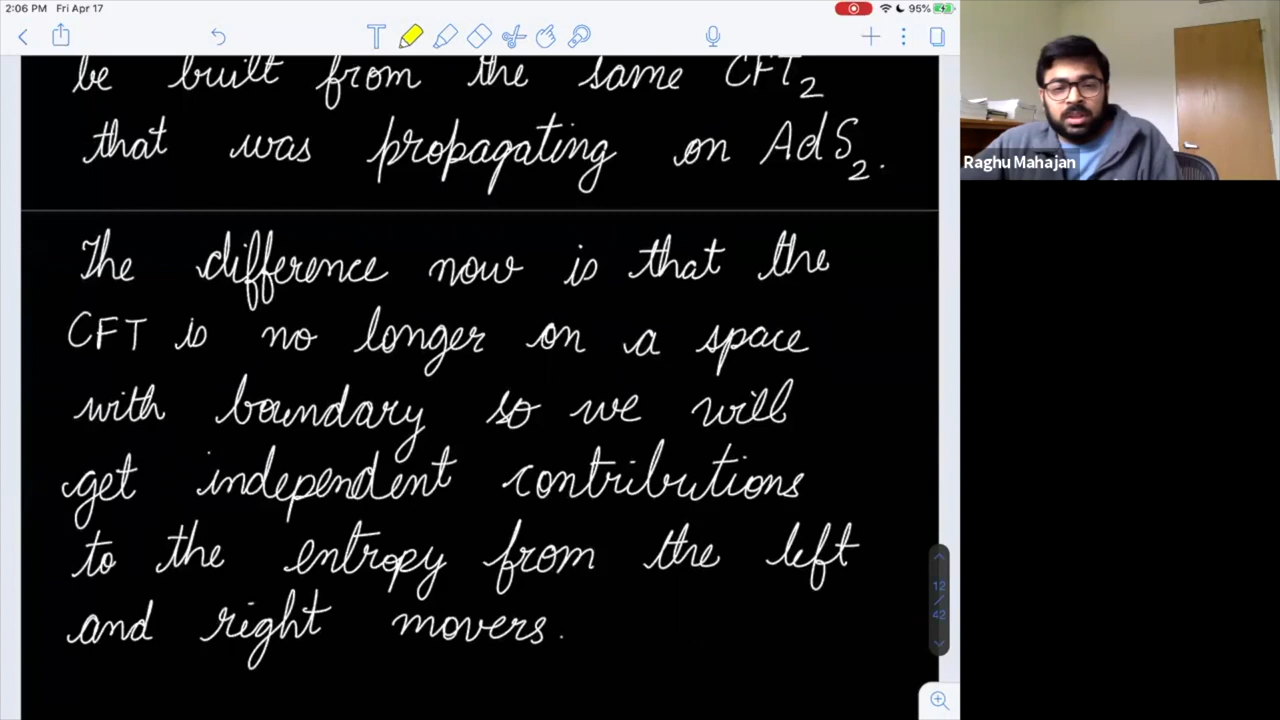 2:06 PM Fri Apr 17
95%
be built from the same CFT₂
that was propagating on AdS₂.
The difference now is that the
CFT is no longer on a space
with boundary so we will
get independent contributions
to the entropy from the left
and right movers.
12
/
42
Raghu Mahajan